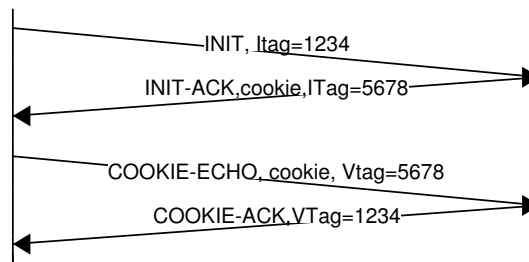 INIT, Itag=1234
INIT-ACK,cookie,ITag=5678
COOKIE-ECHO, cookie, Vtag=5678
COOKIE-ACK,VTag=1234